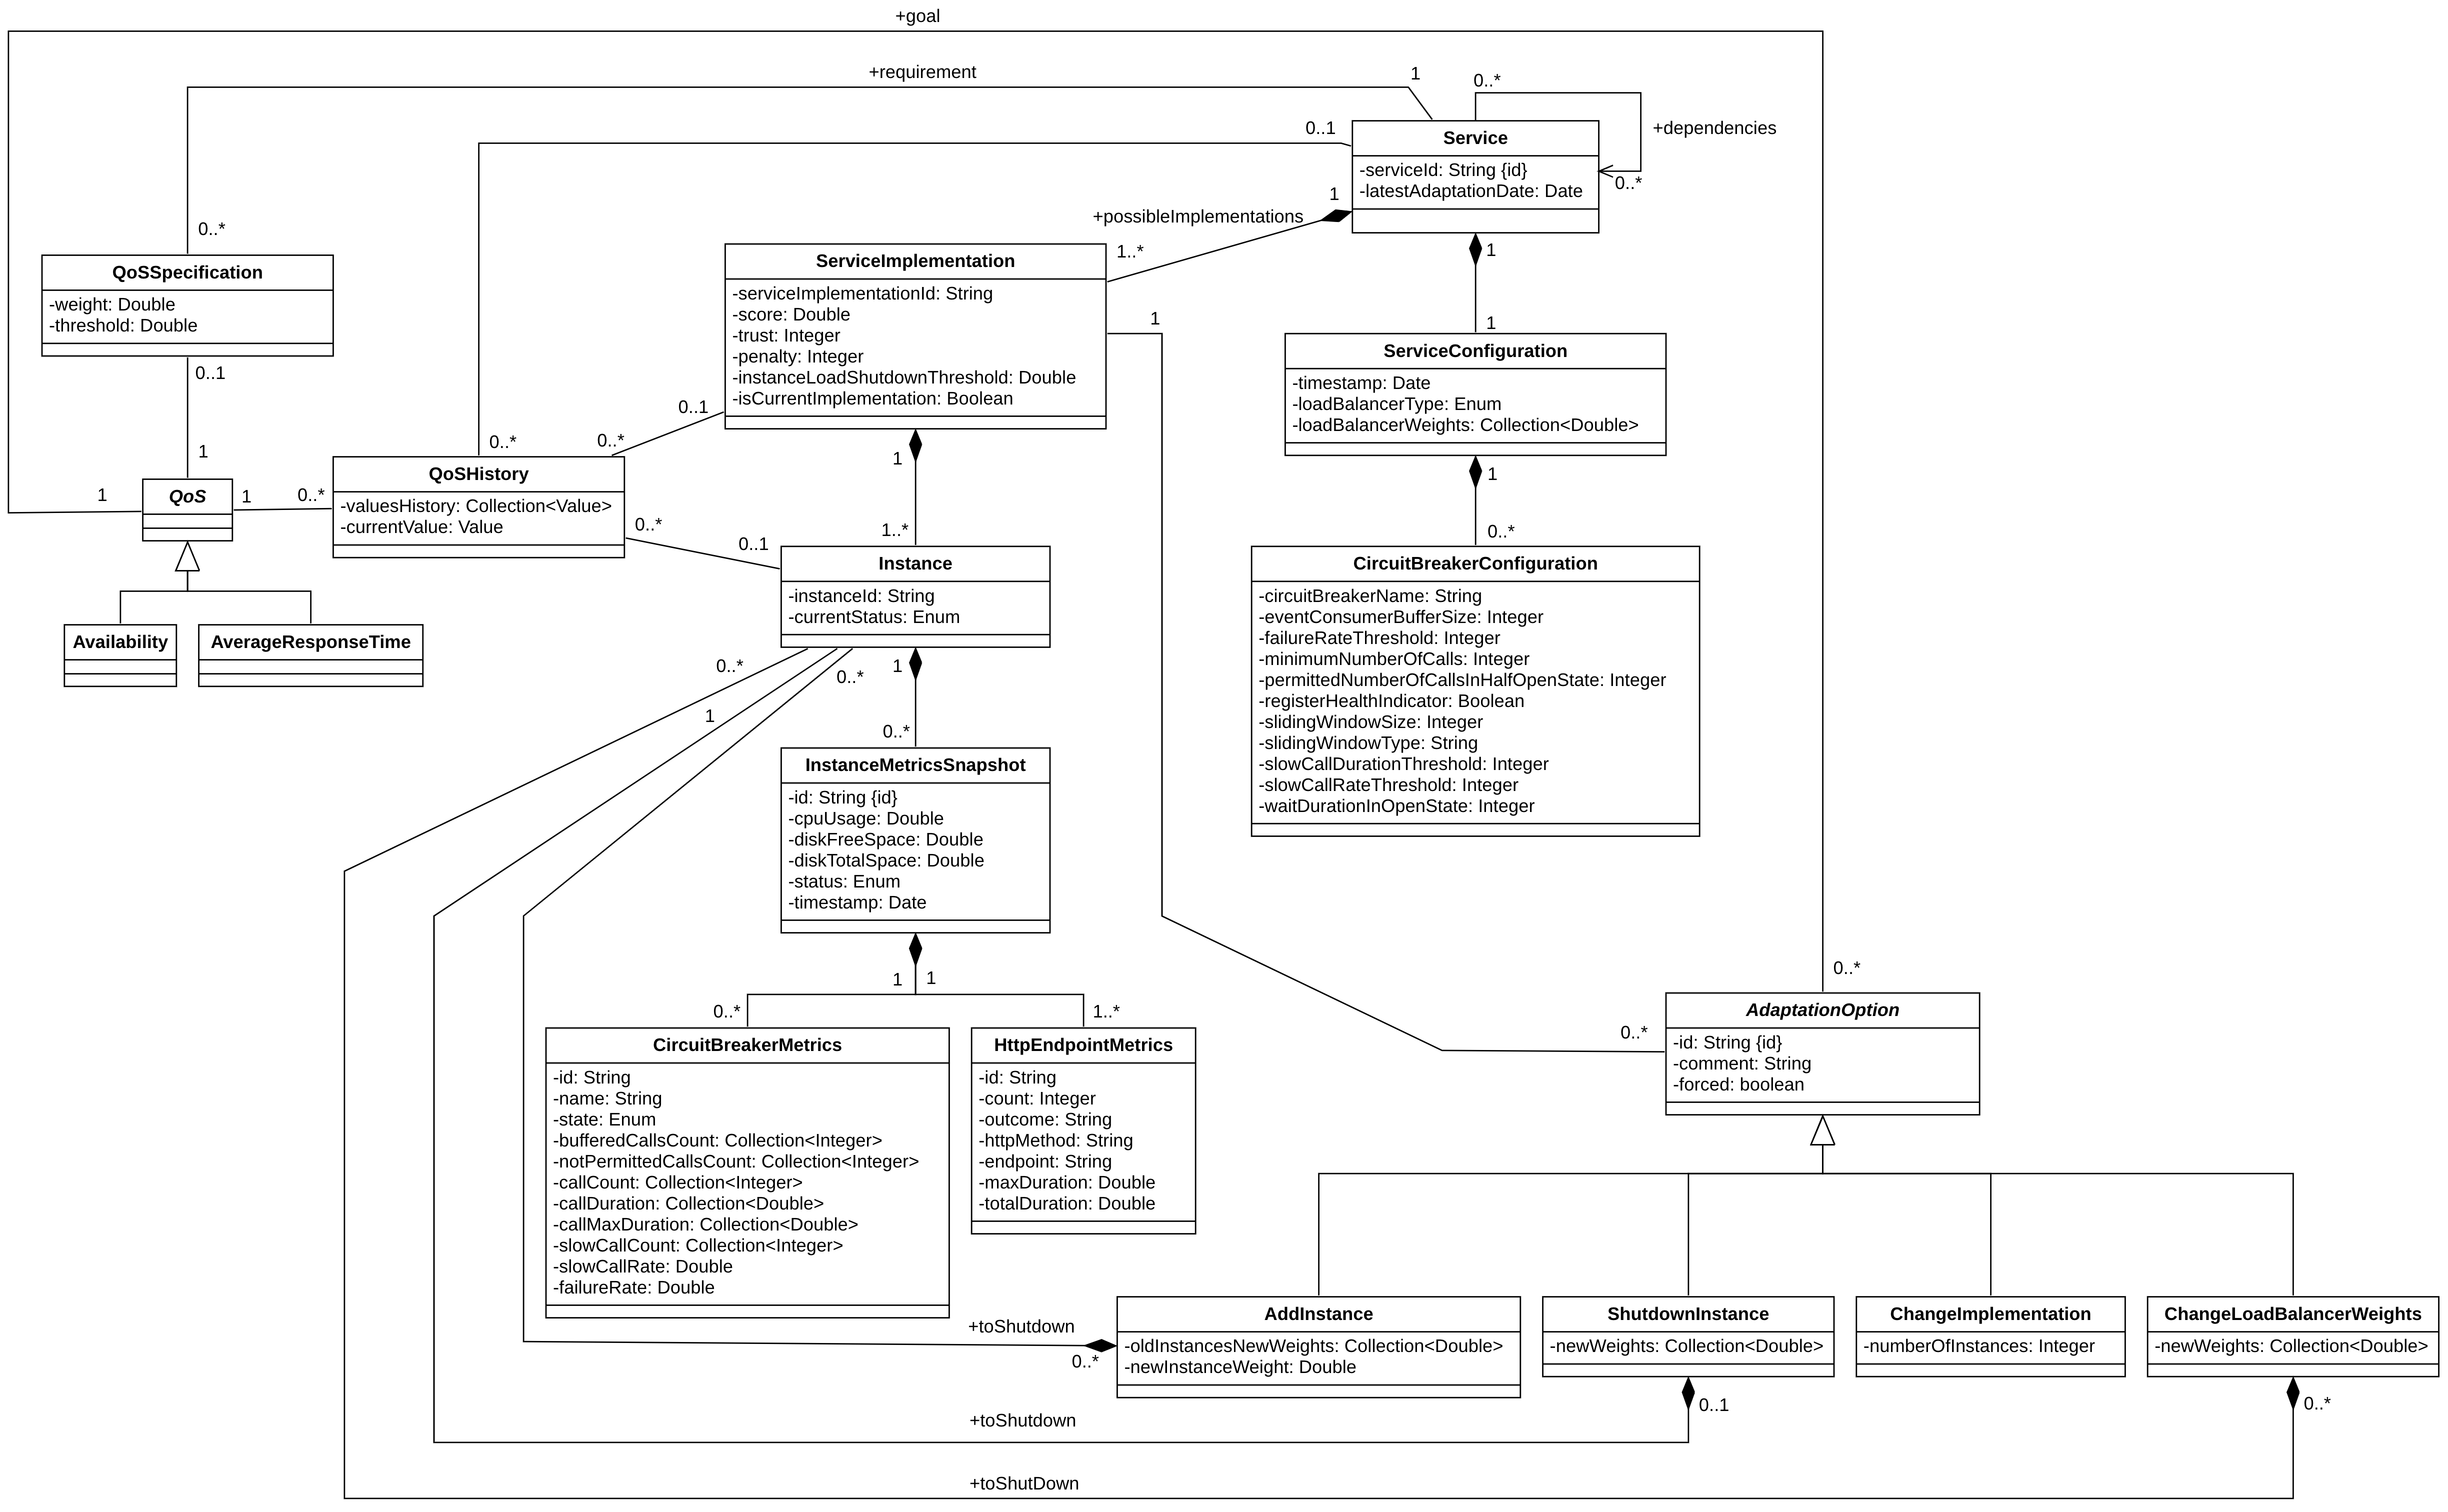 +goal
+requirement
1
0..*
+dependencies
0..*
0..1
Service
-serviceId: String {id}
-latestAdaptationDate: Date
1
+possibleImplementations
1..*
1
0..*
QoSSpecification
-weight: Double
-threshold: Double
0..1
1
ServiceImplementation
-serviceImplementationId: String
-score: Double
-trust: Integer
-penalty: Integer
-instanceLoadShutdownThreshold: Double
-isCurrentImplementation: Boolean
1
1
ServiceConfiguration
-timestamp: Date
-loadBalancerType: Enum
-loadBalancerWeights: Collection<Double>
0..1
0..*
0..*
1
1
1
QoS
1
0..*
QoSHistory
-valuesHistory: Collection<Value>
-currentValue: Value
0..*
0..1
1..*
0..*
Availability
AverageResponseTime
Instance
-instanceId: String
-currentStatus: Enum
CircuitBreakerConfiguration
-circuitBreakerName: String
-eventConsumerBufferSize: Integer
-failureRateThreshold: Integer
-minimumNumberOfCalls: Integer
-permittedNumberOfCallsInHalfOpenState: Integer
-registerHealthIndicator: Boolean
-slidingWindowSize: Integer
-slidingWindowType: String
-slowCallDurationThreshold: Integer
-slowCallRateThreshold: Integer
-waitDurationInOpenState: Integer
0..*
0..*
1
1
0..*
InstanceMetricsSnapshot
-id: String {id}
-cpuUsage: Double
-diskFreeSpace: Double
-diskTotalSpace: Double
-status: Enum
-timestamp: Date
1
1
0..*
1..*
CircuitBreakerMetrics
-id: String
-name: String
-state: Enum
-bufferedCallsCount: Collection<Integer>
-notPermittedCallsCount: Collection<Integer>
-callCount: Collection<Integer>
-callDuration: Collection<Double>
-callMaxDuration: Collection<Double>
-slowCallCount: Collection<Integer>
-slowCallRate: Double
-failureRate: Double
HttpEndpointMetrics
-id: String
-count: Integer
-outcome: String
-httpMethod: String
-endpoint: String
-maxDuration: Double
-totalDuration: Double
0..*
0..*
AdaptationOption
-id: String {id}
-comment: String
-forced: boolean
+toShutdown
0..*
AddInstance
-oldInstancesNewWeights: Collection<Double>
-newInstanceWeight: Double
ShutdownInstance
-newWeights: Collection<Double>
ChangeImplementation
-numberOfInstances: Integer
ChangeLoadBalancerWeights
-newWeights: Collection<Double>
0..1
0..*
+toShutdown
+toShutDown